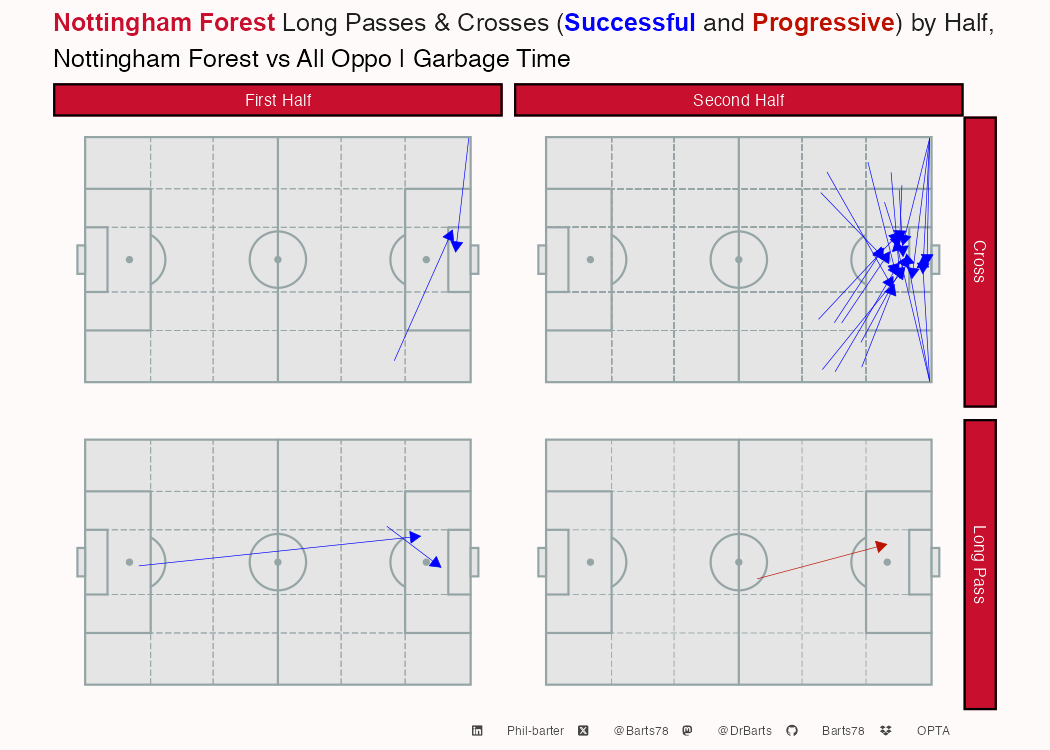 Nottingham Forest Long Passes & Crosses (Successful and Progressive) by Half,
Nottingham Forest vs All Oppo | Garbage Time
First Half
Second Half
Cross
Long Pass
Phil-barter @Barts78 @DrBarts Barts78 OPTA